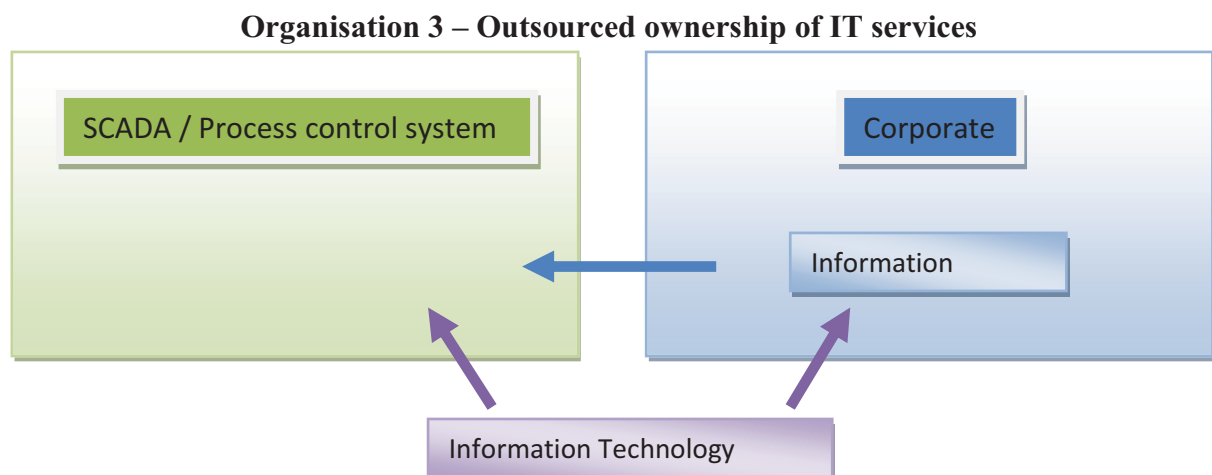 Organisation 3 – Outsourced ownership of IT services
SCADA / Process control system
Corporate
Information
Information Technology